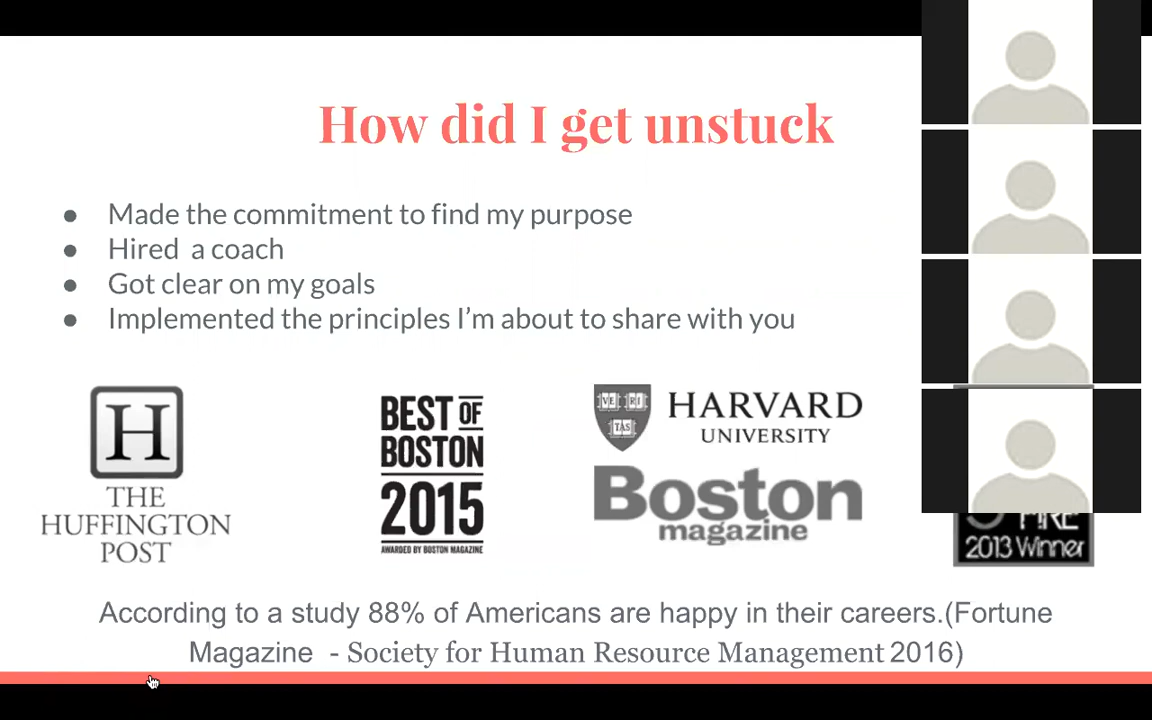 How did I get unstuck
● Made the commitment to find my purpose
● Hired a coach
● Got clear on my goals
● Implemented the principles I'm about to share with you
H
THE
HUFFINGTON
POST
BEST OF
BOSTON
2015
AWARDED BY BOSTON MAGAZINE
VE RI
TAS
HARVARD
UNIVERSITY
Boston
magazine
2013 Winner
According to a study 88% of Americans are happy in their careers.(Fortune
Magazine - Society for Human Resource Management 2016)